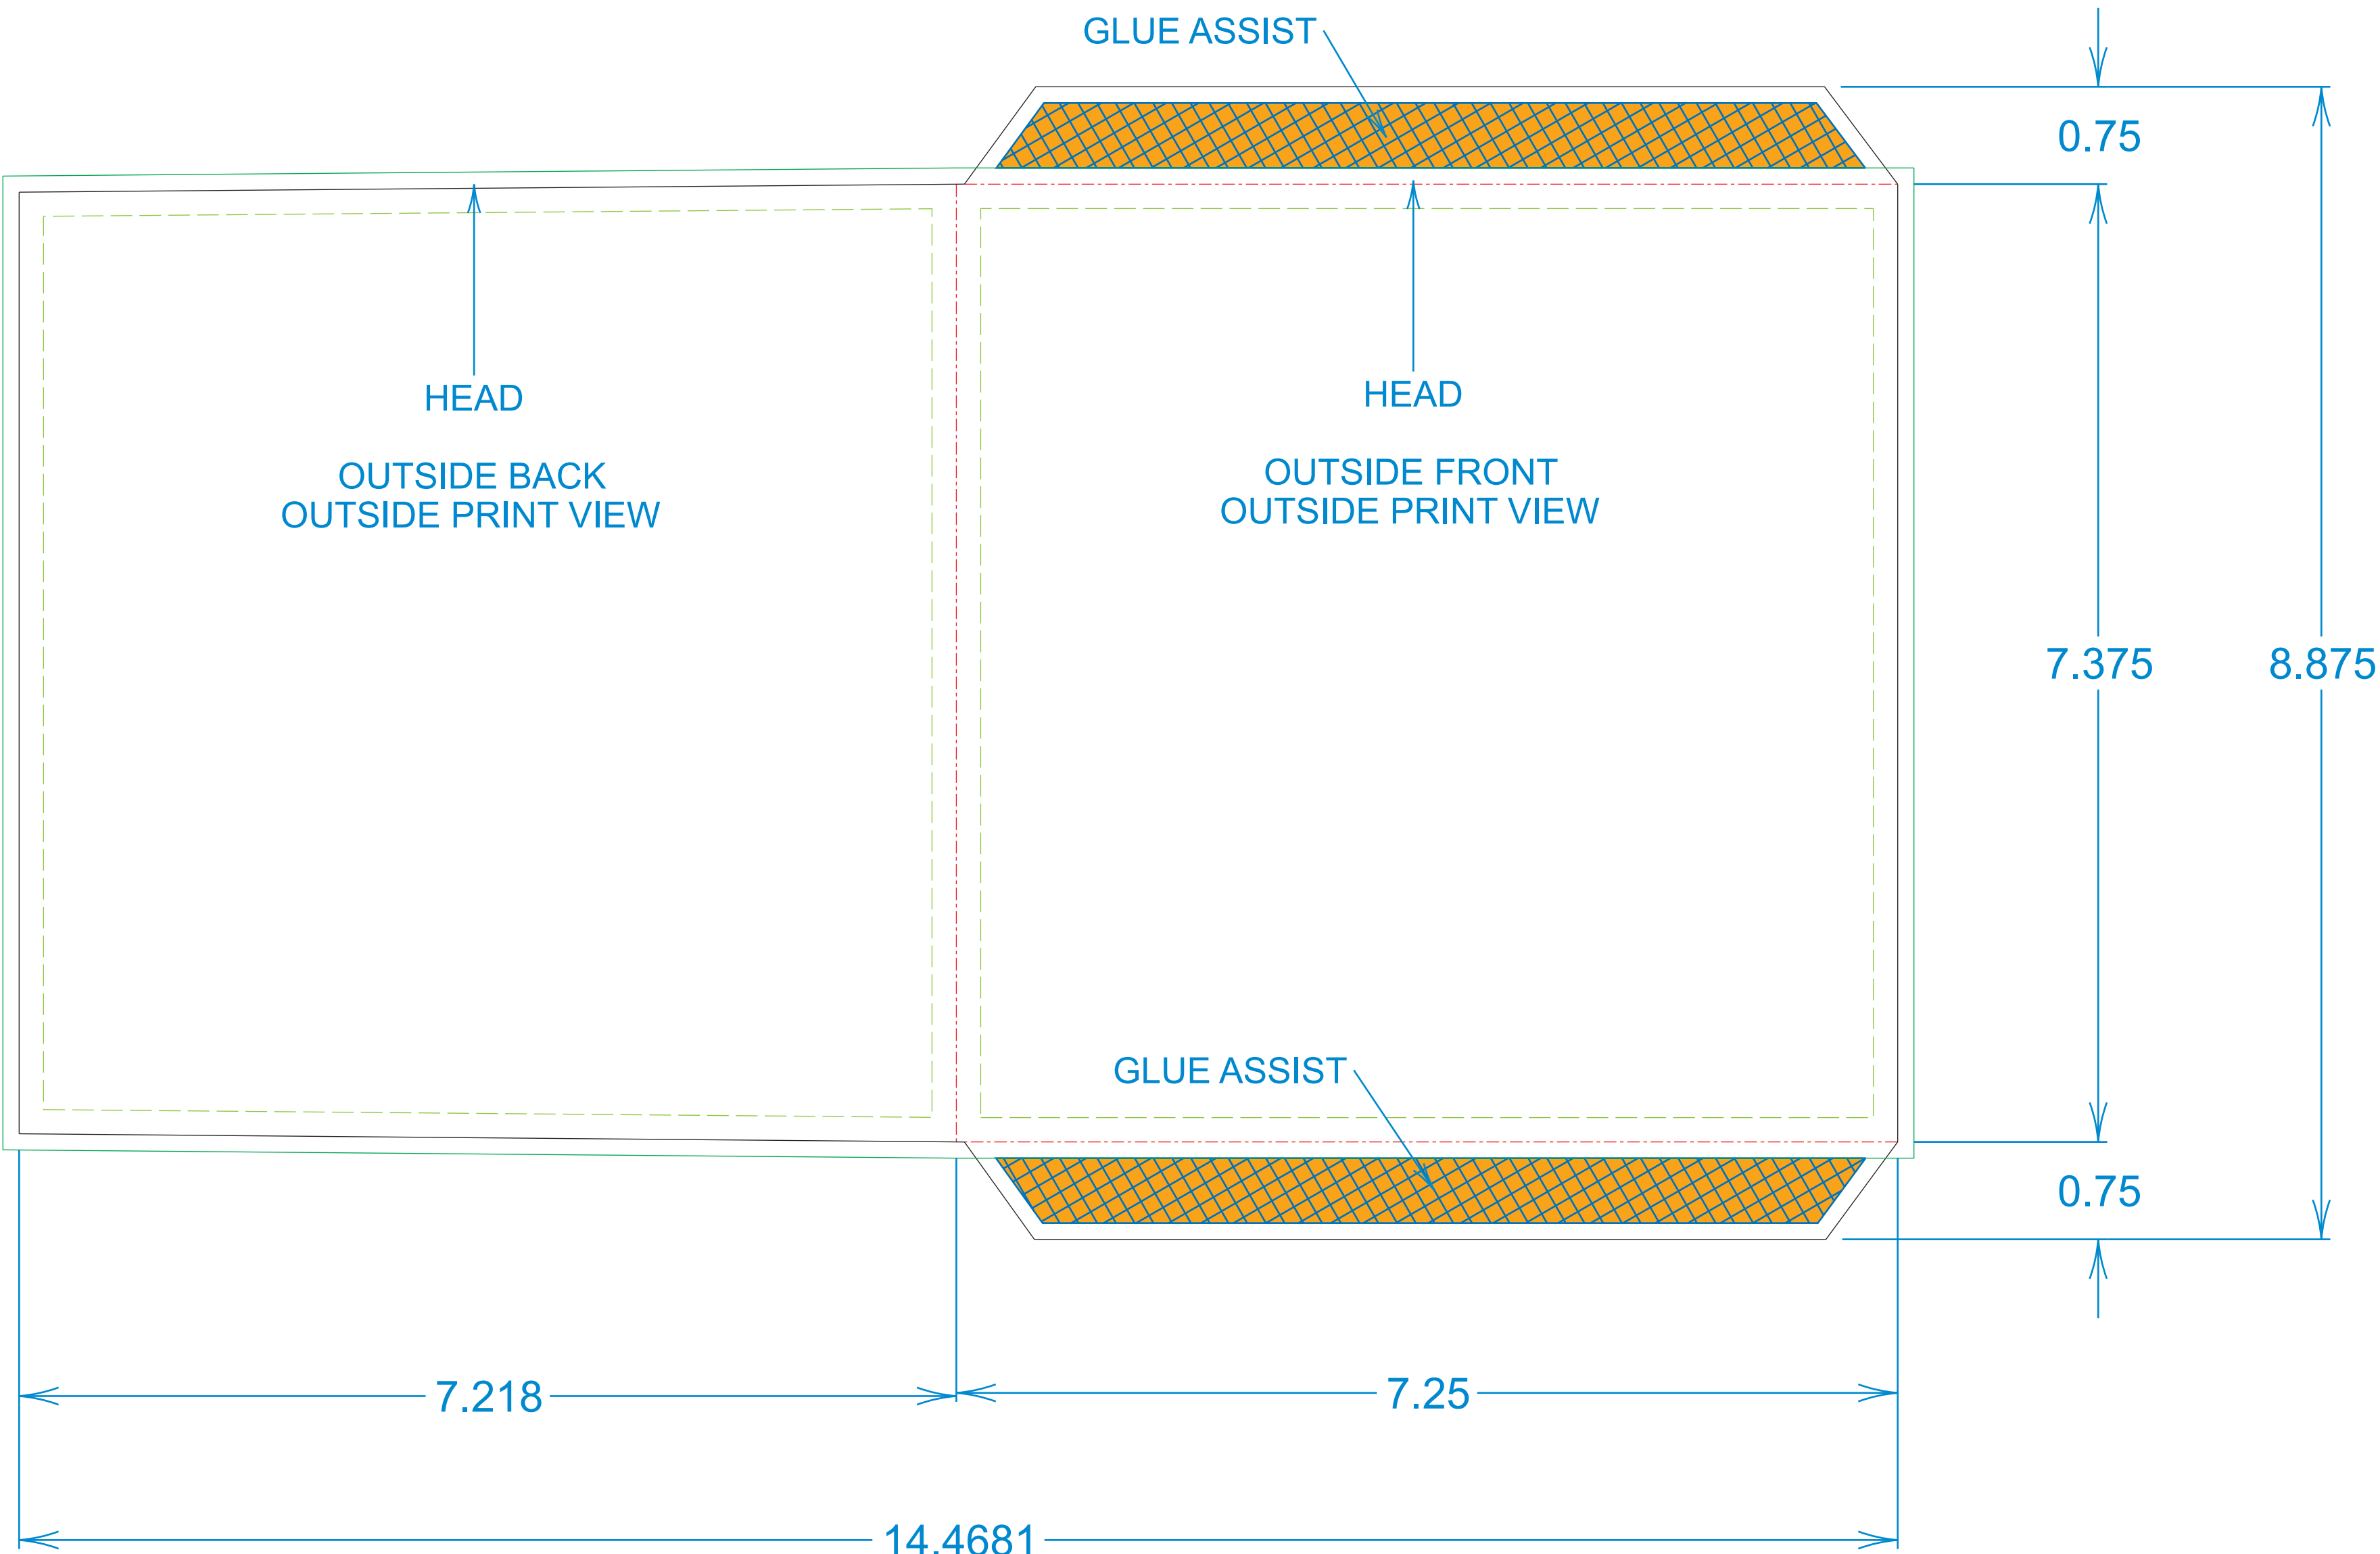 GLUE ASSIST
0.75
HEAD
OUTSIDE BACK
OUTSIDE PRINT VIEW
HEAD
OUTSIDE FRONT
OUTSIDE PRINT VIEW
7.375
8.875
GLUE ASSIST
0.75
7.218
7.25
14.4681